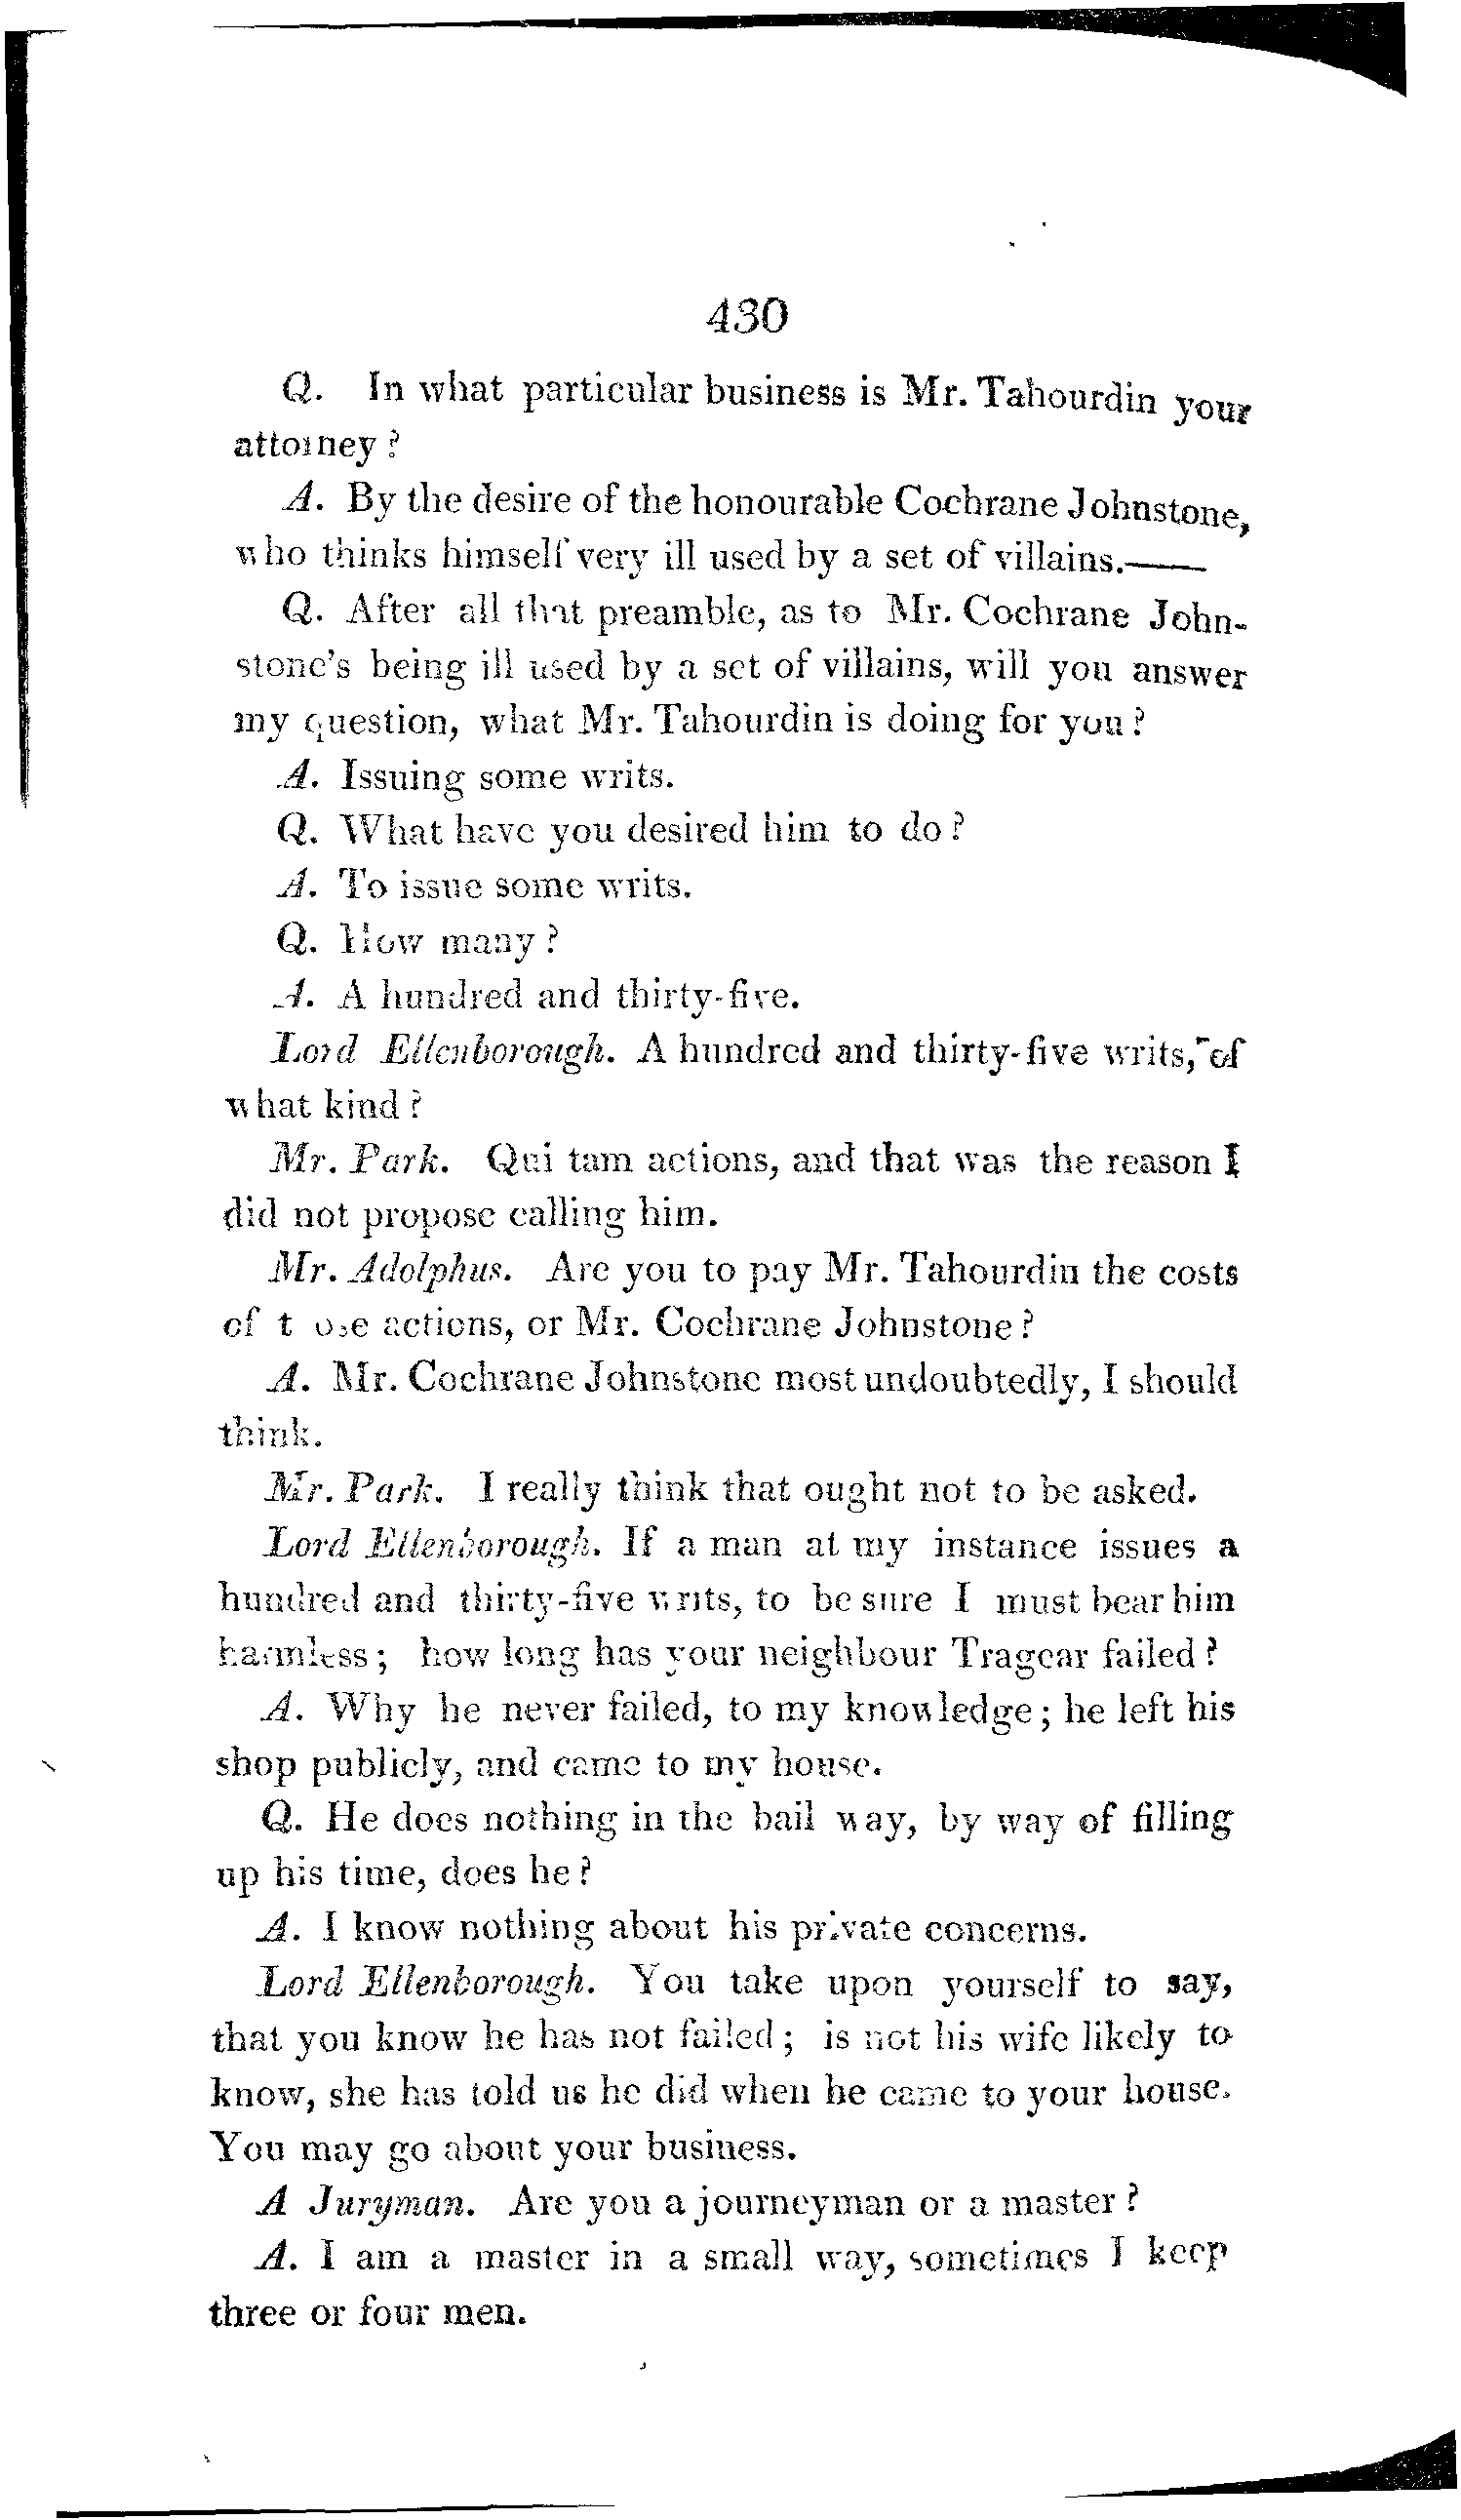 430
Q. In what particular business is Mr. Tahourdin your
attorney?
A. By the desire of the honourable Cochrane Johnstone,
who thinks himself very ill used by a set of villains.——
Q. After all that preamble, as to Mr. Cochrane John-
stone's being ill used by a set of villains, will you answer
my question, what Mr. Tahourdin is doing for you?
A. Issuing some writs.
Q. What have you desired him to do?
A. To issue some writs.
Q. How many?
A. A hundred and thirty-five.
Lord Ellenborough. A hundred and thirty-five writs, of
what kind?
Mr. Park. Qui tam actions, and that was the reason I
did not propose calling him.
Mr. Adolphus. Are you to pay Mr. Tahourdin the costs
of those actions, or Mr. Cochrane Johnstone?
A. Mr. Cochrane Johnstone most undoubtedly, I should
think.
Mr. Park. I really think that ought not to be asked.
Lord Ellenborough. If a man at my instance issues a
hundred and thirty-five writs, to be sure I must bear him
harmless; how long has your neighbour Tragear failed?
A. Why he never failed, to my knowledge; he left his
shop publicly, and came to my house.
Q. He does nothing in the bail way, by way of filling
up his time, does he?
A. I know nothing about his private concerns.
Lord Ellenborough. You take upon yourself to say,
that you know he has not failed; is not his wife likely to
know, she has told us he did when he came to your house.
You may go about your business.
A Juryman. Are you a journeyman or a master?
A. I am a master in a small way, sometimes I keep
three or four men.